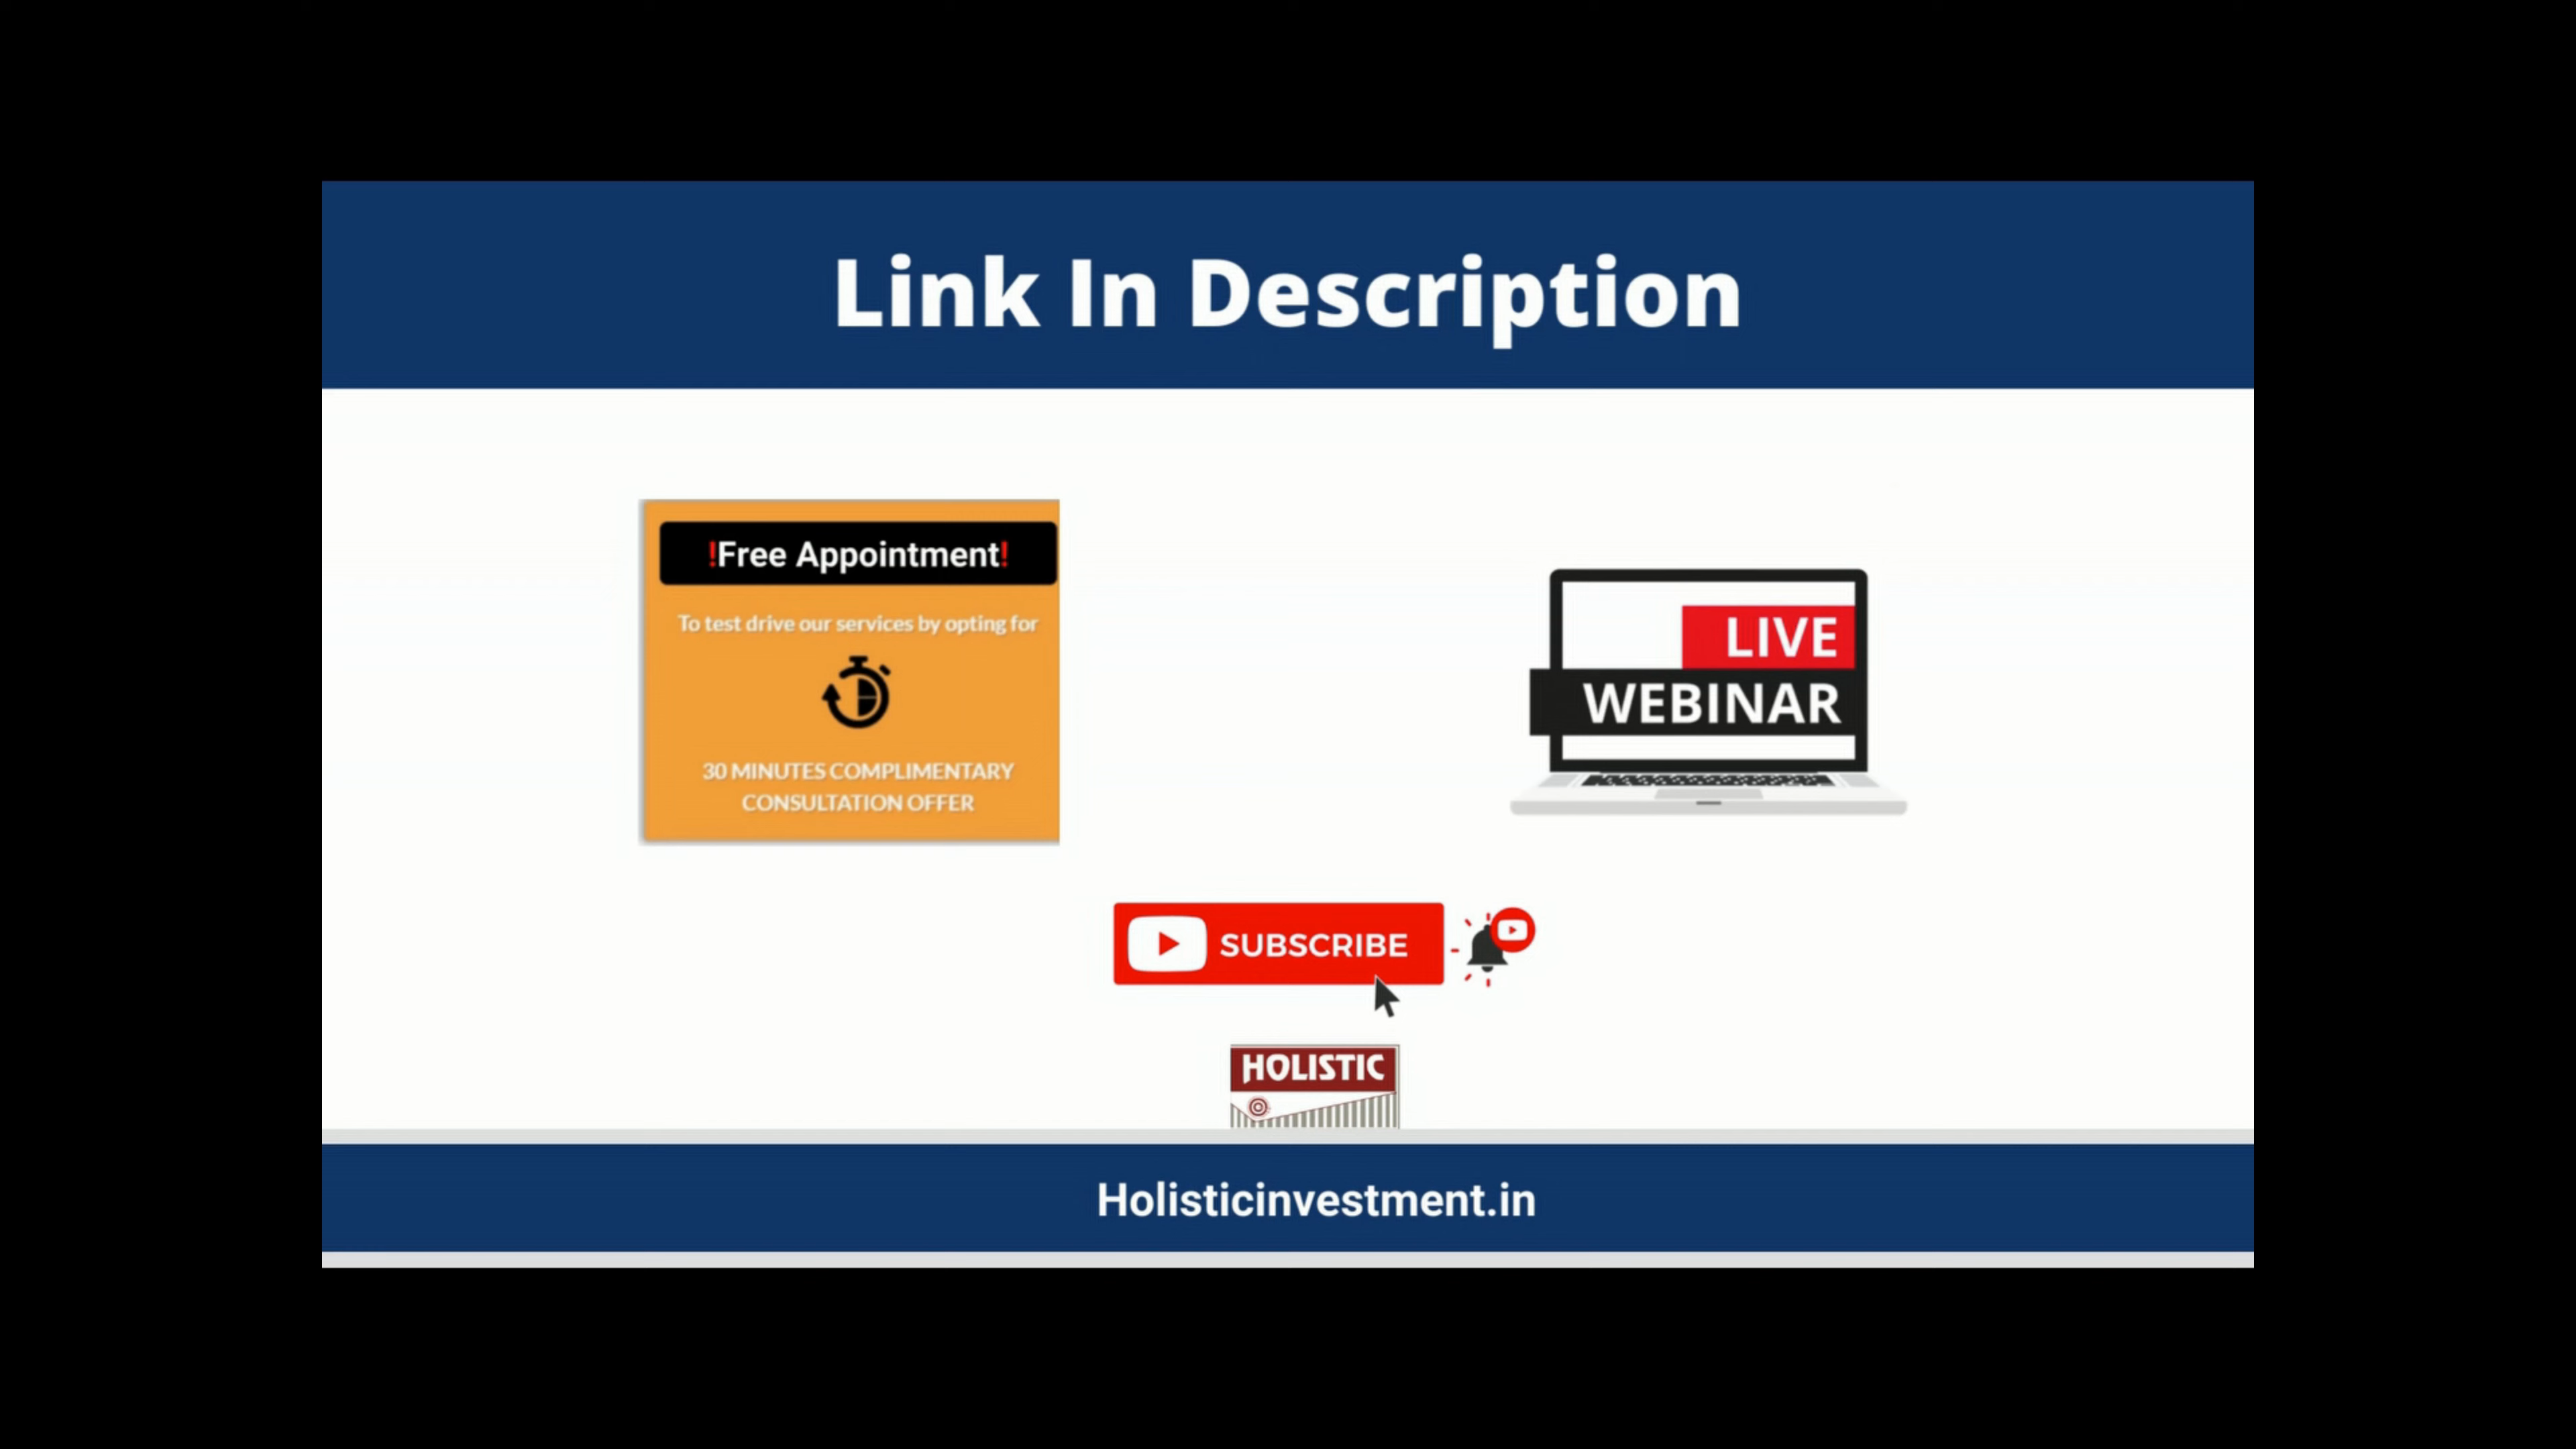 Link In Description
!Free Appointment!
To test drive our services by opting for
30 MINUTES COMPLIMENTARY
CONSULTATION OFFER
LIVE
WEBINAR
SUBSCRIBE
HOLISTIC
Holisticinvestment.in